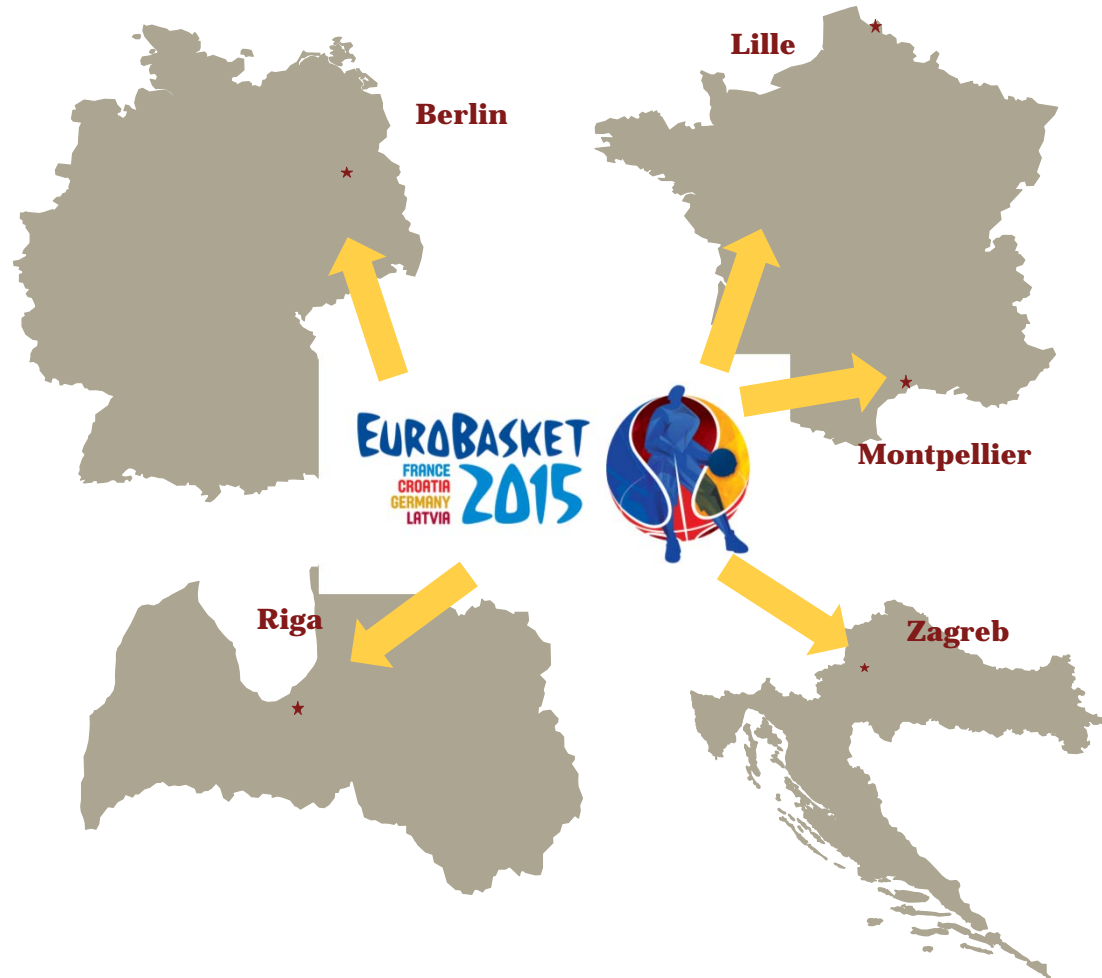 Lille
Berlin
Montpellier
EUROBASKET
2015
FRANCE
CROATIA
GERMANY
LATVIA
Riga
Zagreb